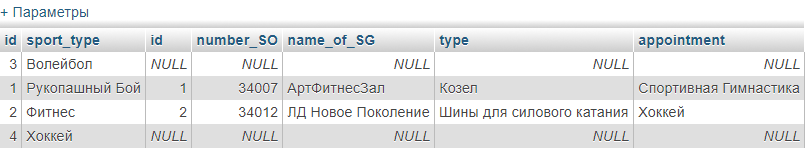 + Параметры
id sport_type id number_SO name_of_SG type appointment
3 Волейбол NULL NULL NULL NULL NULL
1 Рукопашный Бой 1 34007 АртФитнесЗал Козел Спортивная Гимнастика
2 Фитнес 2 34012 ЛД Новое Поколение Шины для силового катания Хоккей
4 Хоккей NULL NULL NULL NULL NULL